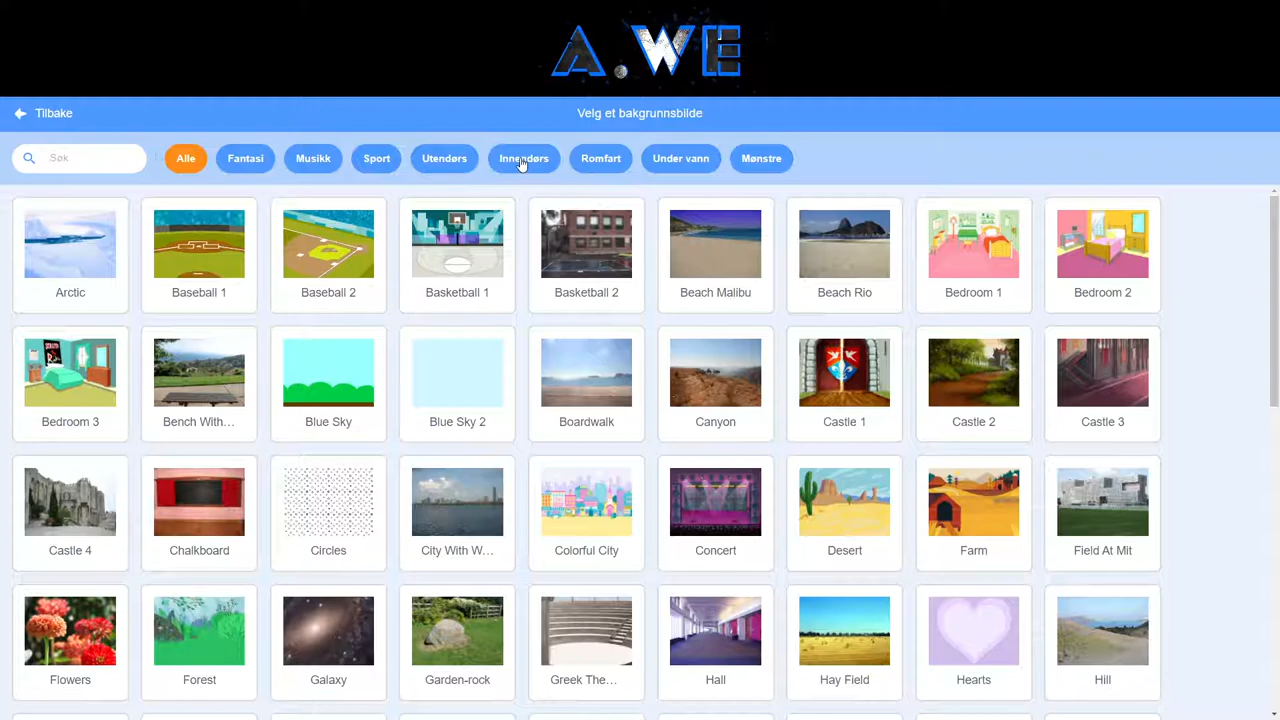 A.WE
Tilbake
Velg et bakgrunnsbilde
Søk
Alle
Fantasi
Musikk
Sport
Utendørs
Innendørs
Romfart
Under vann
Mønstre
Arctic
Baseball 1
Baseball 2
Basketball 1
Basketball 2
Beach Malibu
Beach Rio
Bedroom 1
Bedroom 2
Bedroom 3
Bench With...
Blue Sky
Blue Sky 2
Boardwalk
Canyon
Castle 1
Castle 2
Castle 3
Castle 4
Chalkboard
Circles
City With W...
Colorful City
Concert
Desert
Farm
Field At Mit
Flowers
Forest
Galaxy
Garden-rock
Greek The...
Hall
Hay Field
Hearts
Hill